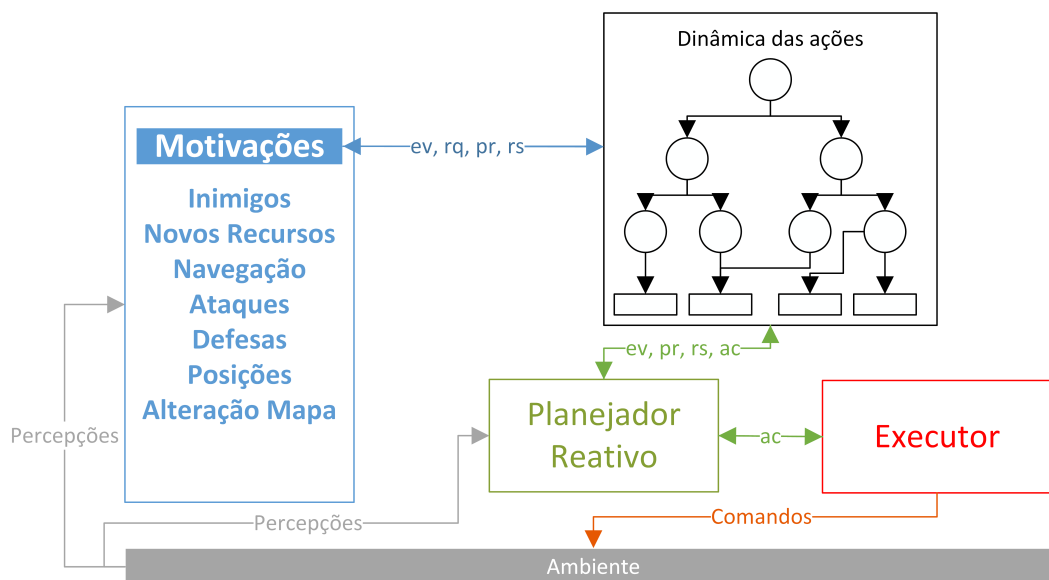 Dinâmica das ações
Motivações
ev, rq, pr, rs
Inimigos
Novos Recursos
Navegação
Ataques
Defesas
Posições
Alteração Mapa
ev, pr, rs, ac
Planejador
Reativo
ac
Executor
Percepções
Percepções
Comandos
Ambiente